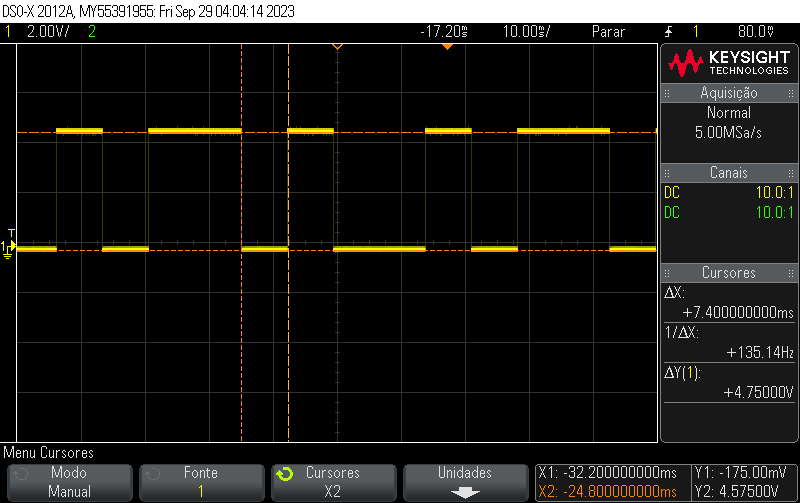 DSO-X 2012A, MY55391955: Fri Sep 29 04:04:14 2023
1 2.00V/ 2 -17.20s 10.00s/ Parar 1 80.0V
KEYSIGHT
TECHNOLOGIES
Aquisição
Normal
5.00MSa/s
Canais
DC 10.0:1
DC 10.0:1
Cursores
ΔX:
+7.400000000ms
1/ΔX:
+135.14Hz
ΔY(1):
+4.75000V
T
1
Menu Cursores
Modo
Manual
Fonte
1
Cursores
X2
Unidades
X1: -32.200000000ms
X2: -24.800000000ms
Y1: -175.00mV
Y2: 4.57500V